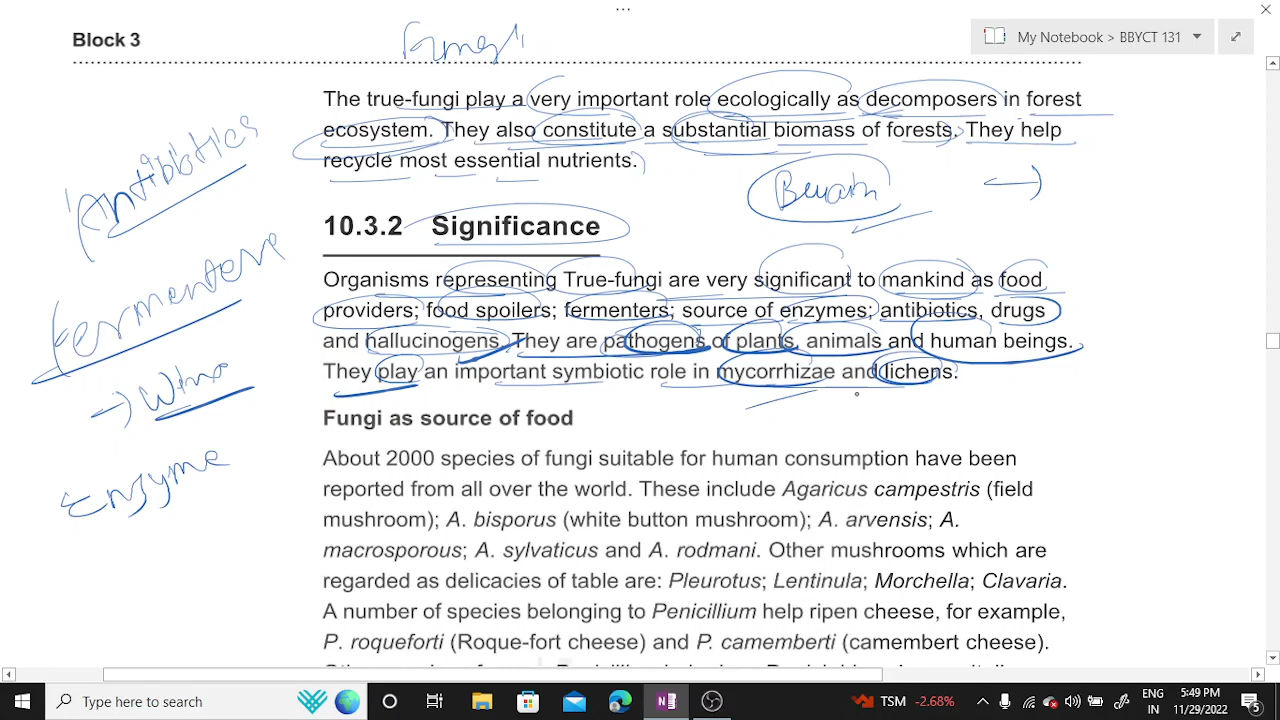 ...
Block 3
Fungi
My Notebook > BBYCT 131
The true-fungi play a very important role ecologically as decomposers in forest
ecosystem. They also constitute a substantial biomass of forests. They help
recycle most essential nutrients.
Antibiotics
10.3.2 Significance
Organisms representing True-fungi are very significant to mankind as food
providers; food spoilers; fermenters; source of enzymes; antibiotics, drugs
and hallucinogens. They are pathogens of plants, animals and human beings.
They play an important symbiotic role in mycorrhizae and lichens.
→
Enzyme
Fungi as source of food
About 2000 species of fungi suitable for human consumption have been
reported from all over the world. These include Agaricus campestris (field
mushroom); A. bisporus (white button mushroom); A. arvensis; A.
macrosporous; A. sylvaticus and A. rodmani. Other mushrooms which are
regarded as delicacies of table are: Pleurotus; Lentinula; Morchella; Clavaria.
A number of species belonging to Penicillium help ripen cheese, for example,
P. roqueforti (Roque-fort cheese) and P. camemberti (camembert cheese).
Type here to search
TSM -2.68%
ENG
IN
5:49 PM
11/29/2022
5